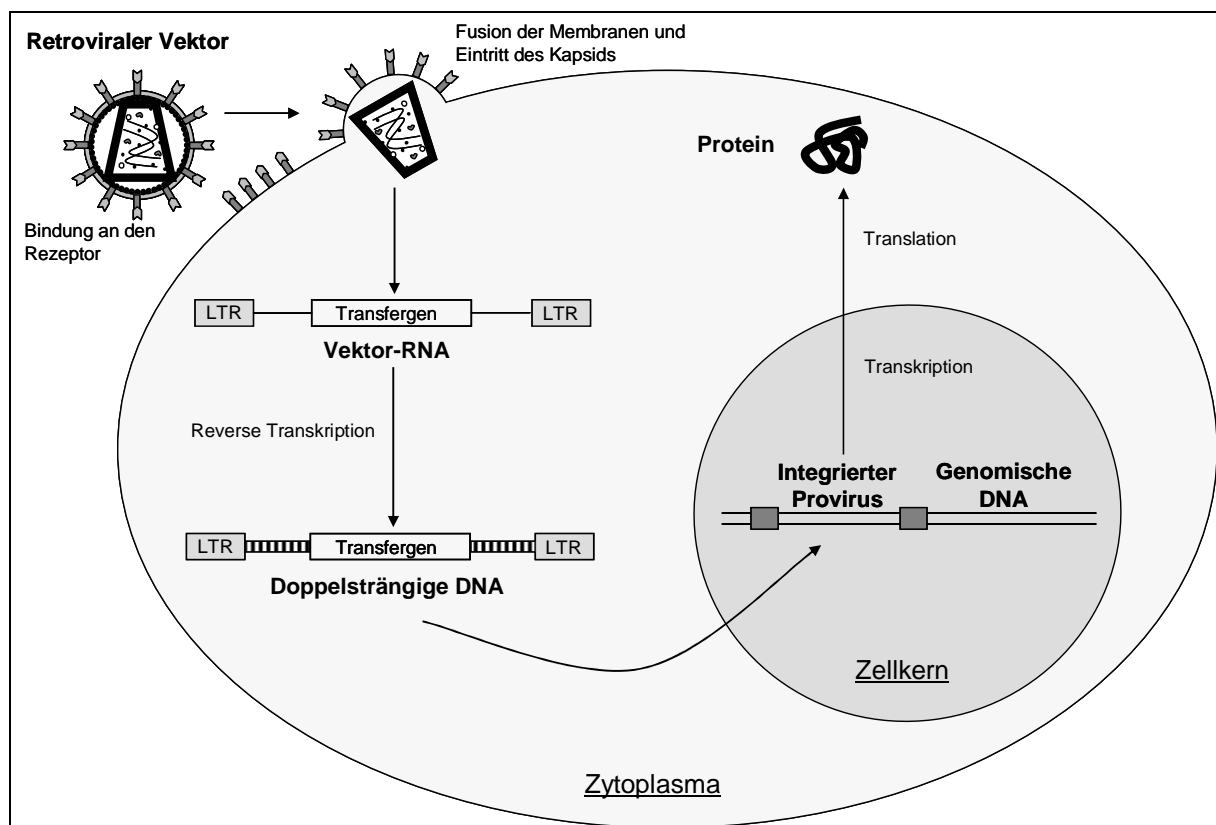 Retroviraler Vektor
Fusion der Membranen und
Eintritt des Kapsids
Bindung an den
Rezeptor
Protein
Translation
LTR
Transfergen
LTR
Vektor-RNA
Transkription
Reverse Transkription
Integrierter
Provirus
Genomische
DNA
LTR
Transfergen
LTR
Doppelsträngige DNA
Zellkern
Zytoplasma